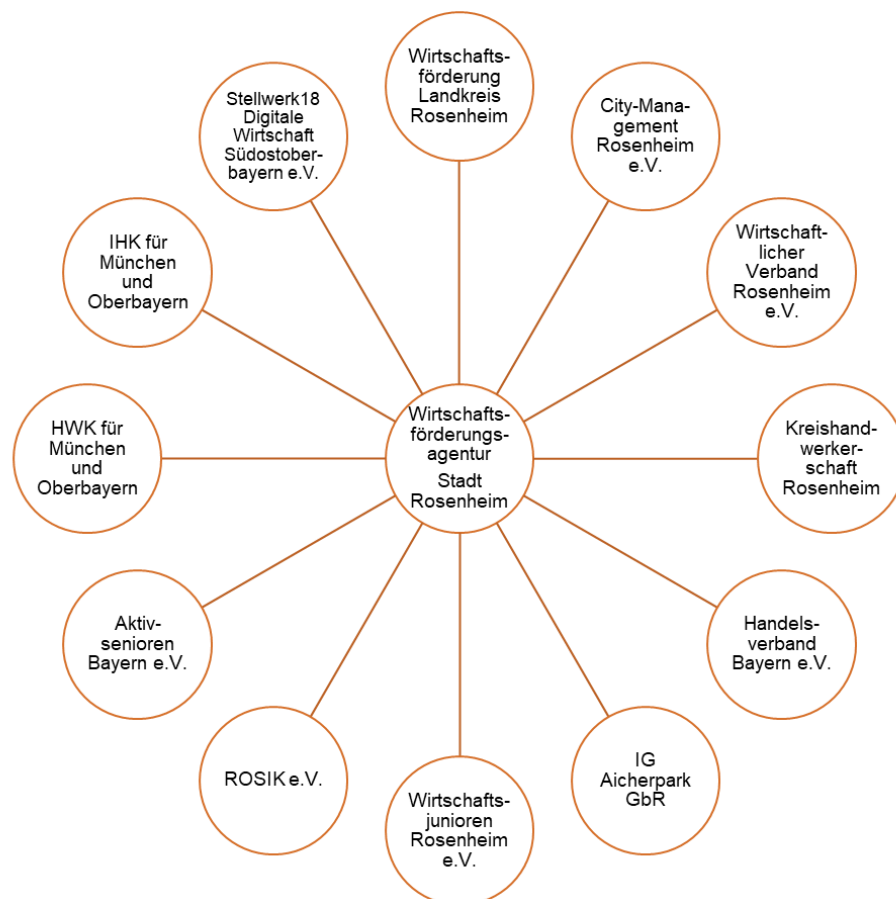 Wirtschafts-
förderung
Landkreis
Rosenheim
City-Mana-
gement
Rosenheim
e.V.
Wirtschaft-
licher
Verband
Rosenheim
e.V.
Kreishand-
werker-
schaft
Rosenheim
Handels-
verband
Bayern e.V.
IG
Aicherpark
GbR
Wirtschafts-
junioren
Rosenheim
e.V.
ROSIK e.V.
Aktiv-
senioren
Bayern e.V.
HWK für
München
und
Oberbayern
IHK für
München
und
Oberbayern
Stellwerk18
Digitale
Wirtschaft
Südostober-
bayern e.V.
Wirtschafts-
förderungs-
agentur
Stadt
Rosenheim